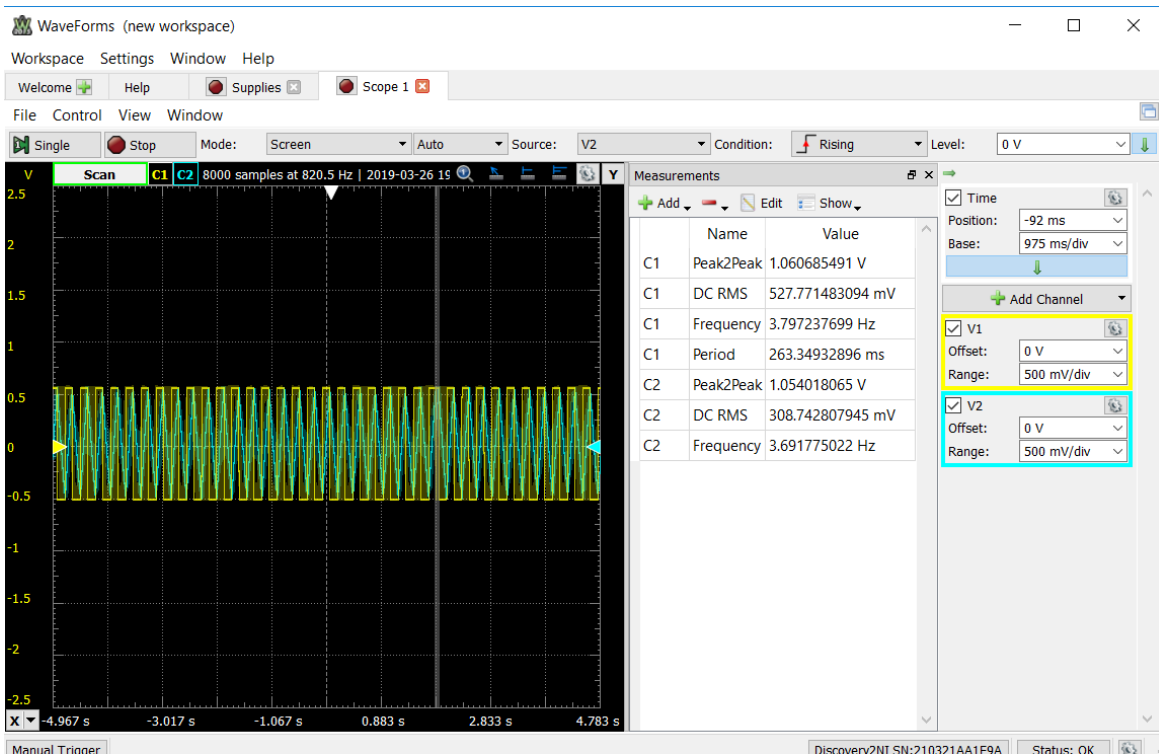 WaveForms (new workspace)
Workspace Settings Window Help
Welcome Help Supplies Scope 1
File Control View Window
Single Stop Mode: Screen Auto Source: V2 Condition: Rising Level: 0 V
V Scan C1 C2 8000 samples at 820.5 Hz | 2019-03-26 19 Y
2.5
2
1.5
1
0.5
0
-0.5
-1
-1.5
-2
-2.5
X -4.967 s -3.017 s -1.067 s 0.883 s 2.833 s 4.783 s
Measurements
Add Edit Show
Name Value
C1 Peak2Peak 1.060685491 V
C1 DC RMS 527.771483094 mV
C1 Frequency 3.797237699 Hz
C1 Period 263.34932896 ms
C2 Peak2Peak 1.054018065 V
C2 DC RMS 308.742807945 mV
C2 Frequency 3.691775022 Hz
Time
Position: -92 ms
Base: 975 ms/div
Add Channel
V1
Offset: 0 V
Range: 500 mV/div
V2
Offset: 0 V
Range: 500 mV/div
Manual Trigger Discovery2NI SN:210321AA1F9A Status: OK